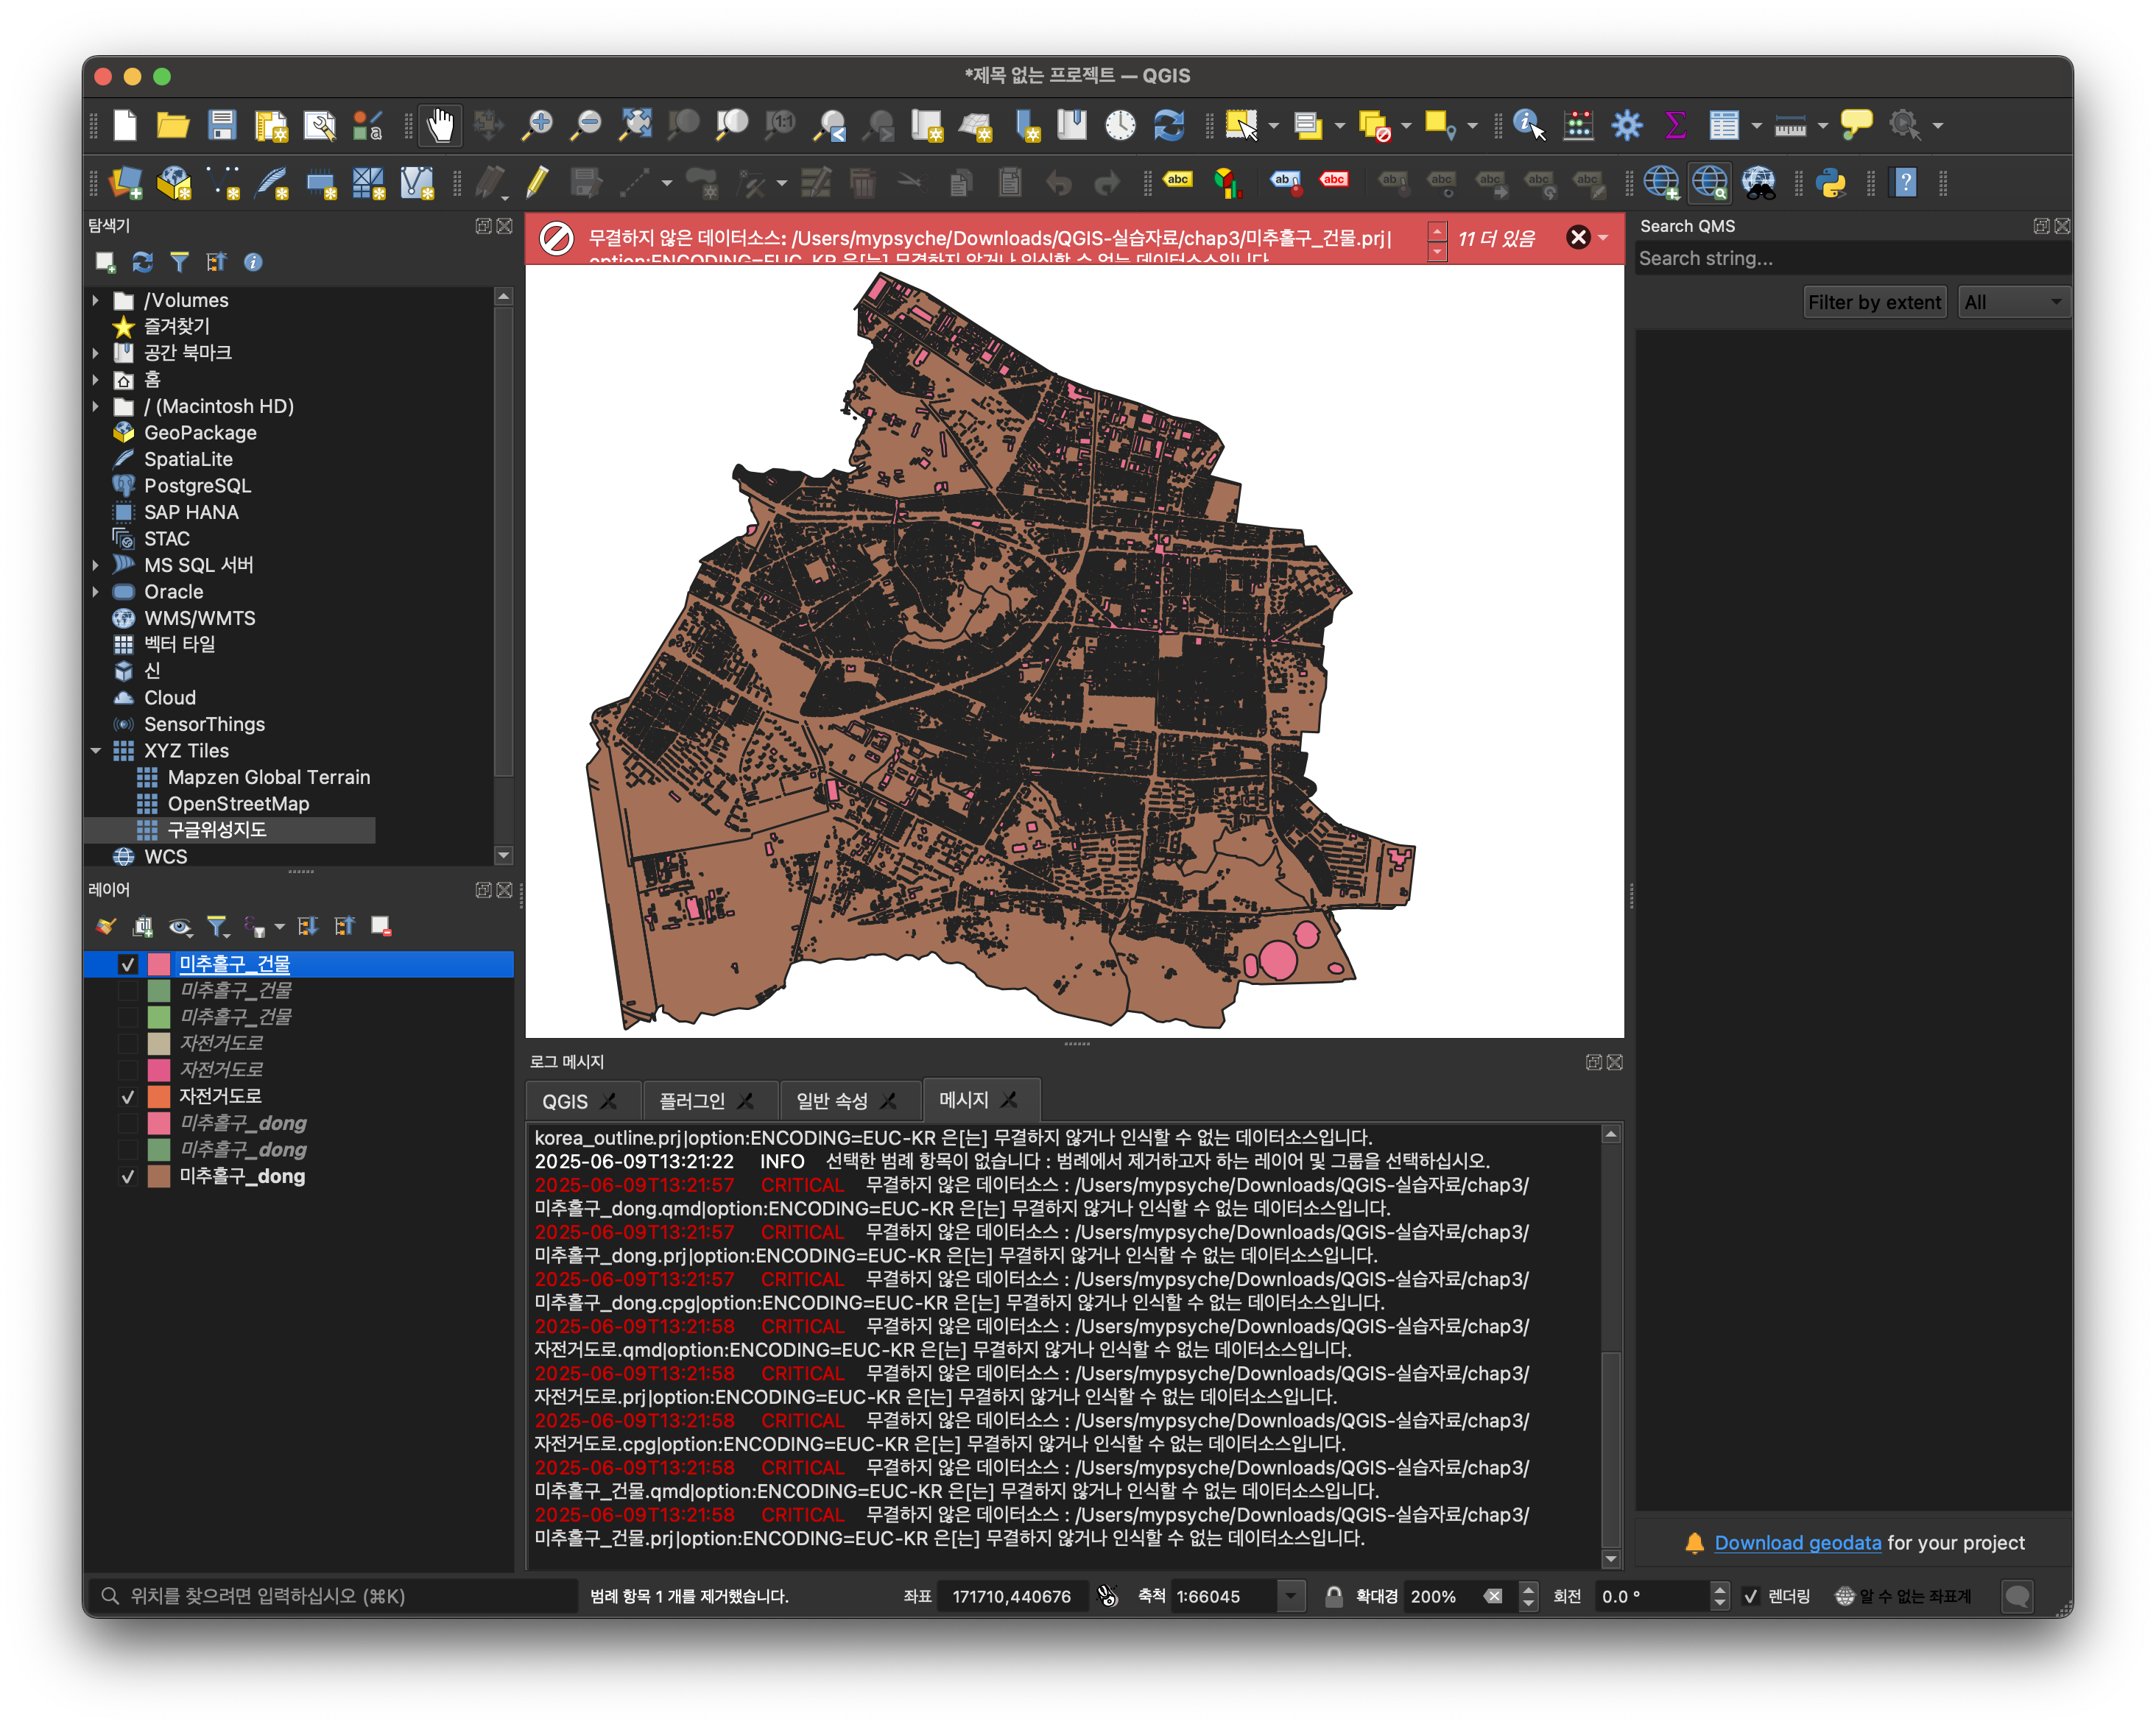 *제목 없는 프로젝트 — QGIS
탐색기
/Volumes
즐겨찾기
공간 북마크
홈
/ (Macintosh HD)
GeoPackage
SpatiaLite
PostgreSQL
SAP HANA
STAC
MS SQL 서버
Oracle
WMS/WMTS
벡터 타일
신
Cloud
SensorThings
XYZ Tiles
Mapzen Global Terrain
OpenStreetMap
구글위성지도
WCS
레이어
미추홀구_건물
미추홀구_건물
미추홀구_건물
자전거도로
자전거도로
자전거도로
미추홀구_dong
미추홀구_dong
미추홀구_dong
무결하지 않은 데이터소스: /Users/mypsyche/Downloads/QGIS-실습자료/chap3/미추홀구_건물.prj|
option:ENCODING=EUC-KR 은[는] 무결하지 않거나 인식할 수 없는 데이터소스입니다.
11 더 있음
로그 메시지
QGIS 플러그인 일반 속성 메시지
korea_outline.prj|option:ENCODING=EUC-KR 은[는] 무결하지 않거나 인식할 수 없는 데이터소스입니다.
2025-06-09T13:21:22 INFO 선택한 범례 항목이 없습니다 : 범례에서 제거하고자 하는 레이어 및 그룹을 선택하십시오.
2025-06-09T13:21:57 CRITICAL 무결하지 않은 데이터소스 : /Users/mypsyche/Downloads/QGIS-실습자료/chap3/
미추홀구_dong.qmd|option:ENCODING=EUC-KR 은[는] 무결하지 않거나 인식할 수 없는 데이터소스입니다.
2025-06-09T13:21:57 CRITICAL 무결하지 않은 데이터소스 : /Users/mypsyche/Downloads/QGIS-실습자료/chap3/
미추홀구_dong.prj|option:ENCODING=EUC-KR 은[는] 무결하지 않거나 인식할 수 없는 데이터소스입니다.
2025-06-09T13:21:57 CRITICAL 무결하지 않은 데이터소스 : /Users/mypsyche/Downloads/QGIS-실습자료/chap3/
미추홀구_dong.cpg|option:ENCODING=EUC-KR 은[는] 무결하지 않거나 인식할 수 없는 데이터소스입니다.
2025-06-09T13:21:58 CRITICAL 무결하지 않은 데이터소스 : /Users/mypsyche/Downloads/QGIS-실습자료/chap3/
자전거도로.qmd|option:ENCODING=EUC-KR 은[는] 무결하지 않거나 인식할 수 없는 데이터소스입니다.
2025-06-09T13:21:58 CRITICAL 무결하지 않은 데이터소스 : /Users/mypsyche/Downloads/QGIS-실습자료/chap3/
자전거도로.prj|option:ENCODING=EUC-KR 은[는] 무결하지 않거나 인식할 수 없는 데이터소스입니다.
2025-06-09T13:21:58 CRITICAL 무결하지 않은 데이터소스 : /Users/mypsyche/Downloads/QGIS-실습자료/chap3/
자전거도로.cpg|option:ENCODING=EUC-KR 은[는] 무결하지 않거나 인식할 수 없는 데이터소스입니다.
2025-06-09T13:21:58 CRITICAL 무결하지 않은 데이터소스 : /Users/mypsyche/Downloads/QGIS-실습자료/chap3/
미추홀구_건물.qmd|option:ENCODING=EUC-KR 은[는] 무결하지 않거나 인식할 수 없는 데이터소스입니다.
2025-06-09T13:21:58 CRITICAL 무결하지 않은 데이터소스 : /Users/mypsyche/Downloads/QGIS-실습자료/chap3/
미추홀구_건물.prj|option:ENCODING=EUC-KR 은[는] 무결하지 않거나 인식할 수 없는 데이터소스입니다.
Search QMS
Search string...
Filter by extent All
Download geodata for your project
위치를 찾으려면 입력하십시오 (⌘K) 범례 항목 1 개를 제거했습니다. 좌표 171710,440676 축척 1:66045 확대경 200% 회전 0.0 ° 렌더링 알 수 없는 좌표계